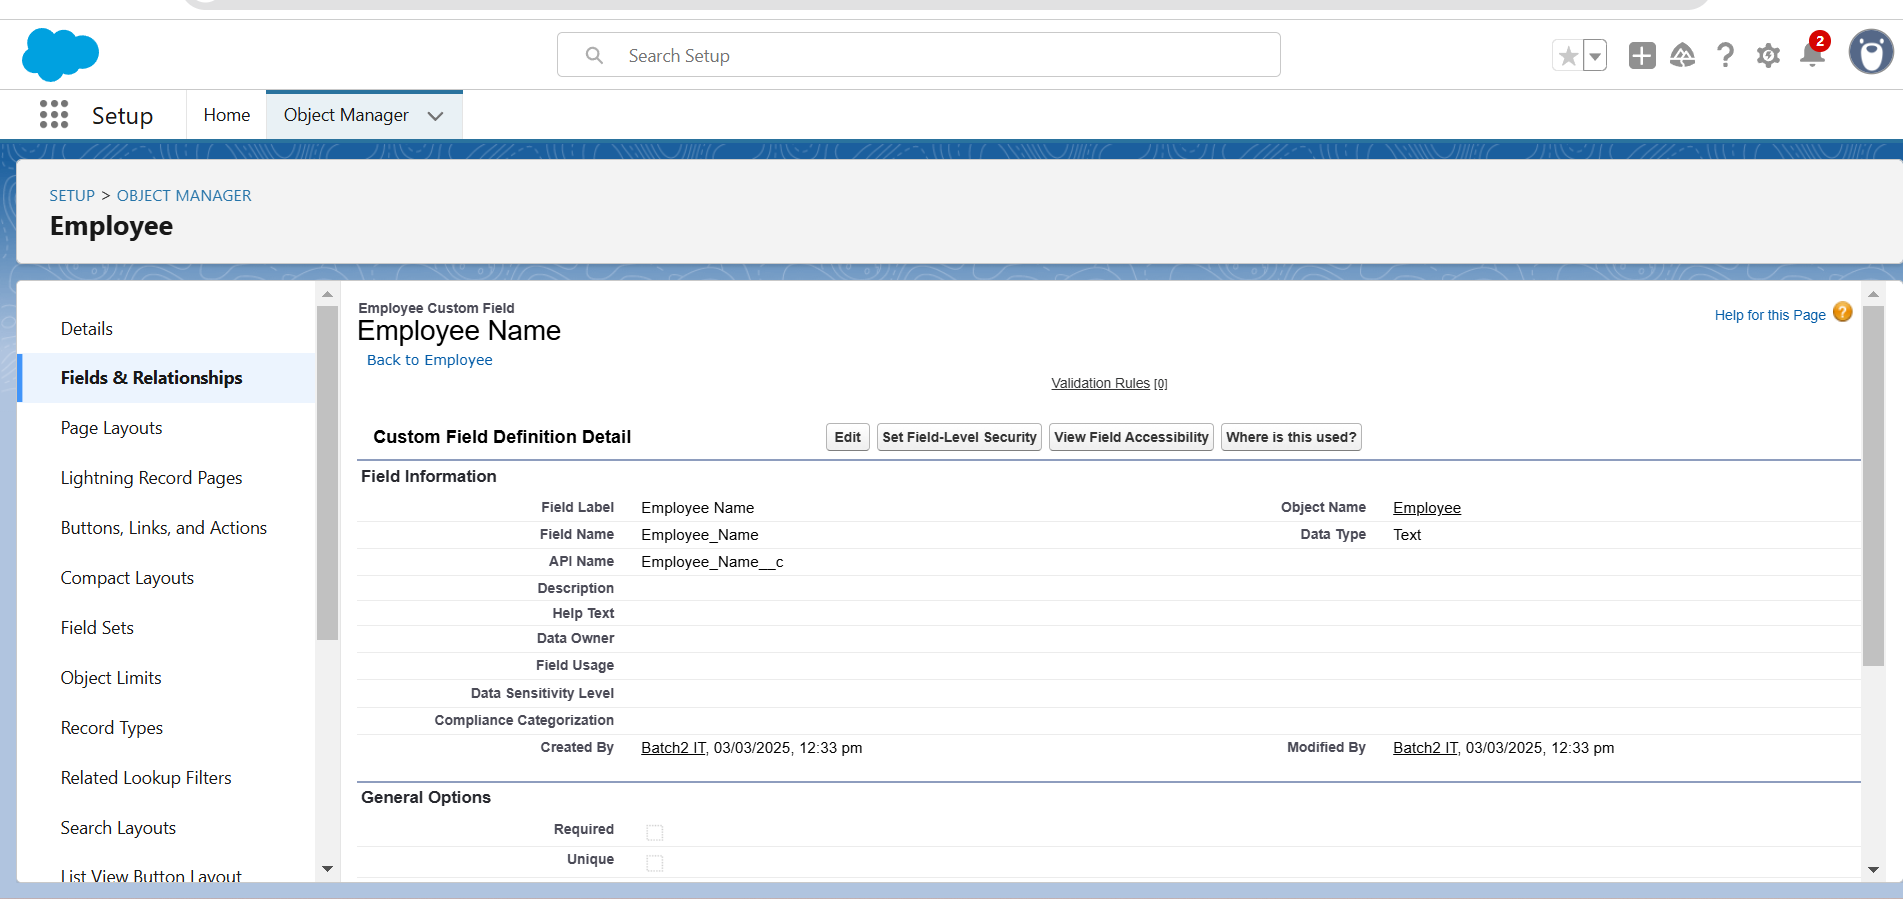 Search Setup
2
Setup
Home
Object Manager
SETUP > OBJECT MANAGER
Employee
Details
Fields & Relationships
Page Layouts
Lightning Record Pages
Buttons, Links, and Actions
Compact Layouts
Field Sets
Object Limits
Record Types
Related Lookup Filters
Search Layouts
List View Button Layout
Employee Custom Field
Employee Name
Back to Employee
Help for this Page ?
Validation Rules [0]
Custom Field Definition Detail
Edit
Set Field-Level Security
View Field Accessibility
Where is this used?
Field Information
Field Label Employee Name Object Name Employee
Field Name Employee_Name Data Type Text
API Name Employee_Name__c
Description
Help Text
Data Owner
Field Usage
Data Sensitivity Level
Compliance Categorization
Created By Batch2 IT, 03/03/2025, 12:33 pm Modified By Batch2 IT, 03/03/2025, 12:33 pm
General Options
Required
Unique